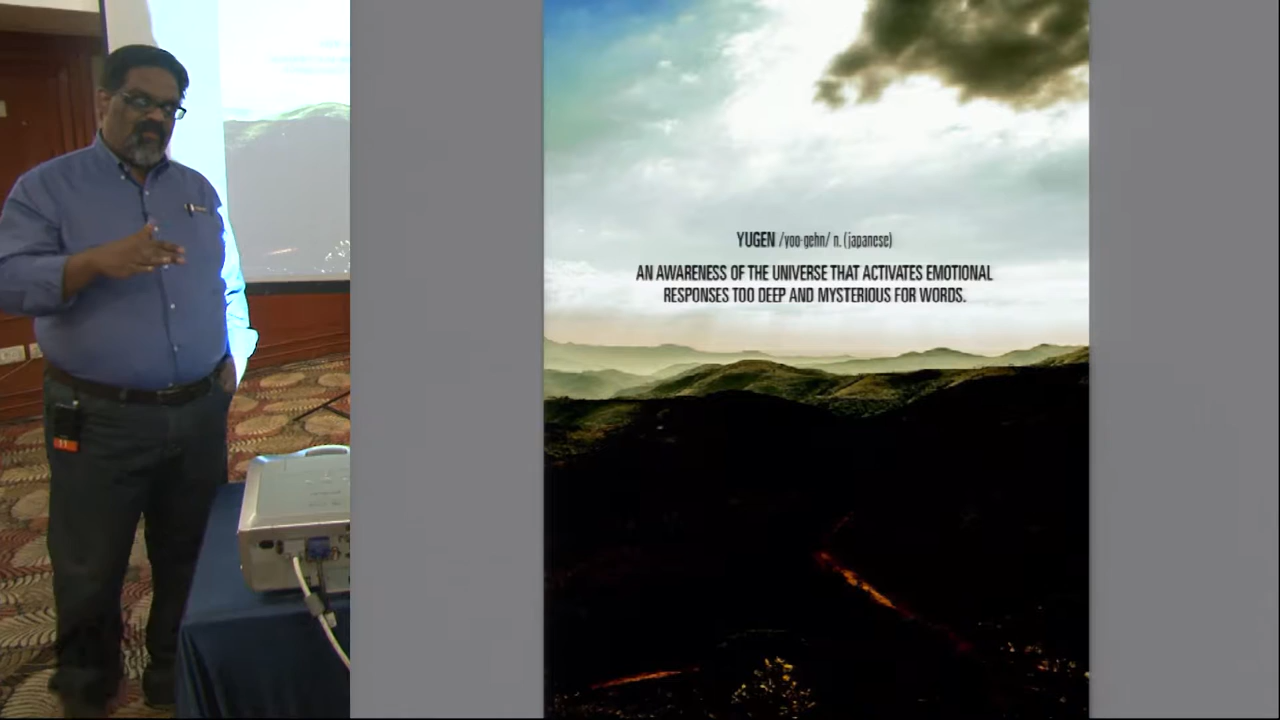 YUGEN /yoo-gehn/ n. (japanese)
AN AWARENESS OF THE UNIVERSE THAT ACTIVATES EMOTIONAL
RESPONSES TOO DEEP AND MYSTERIOUS FOR WORDS.